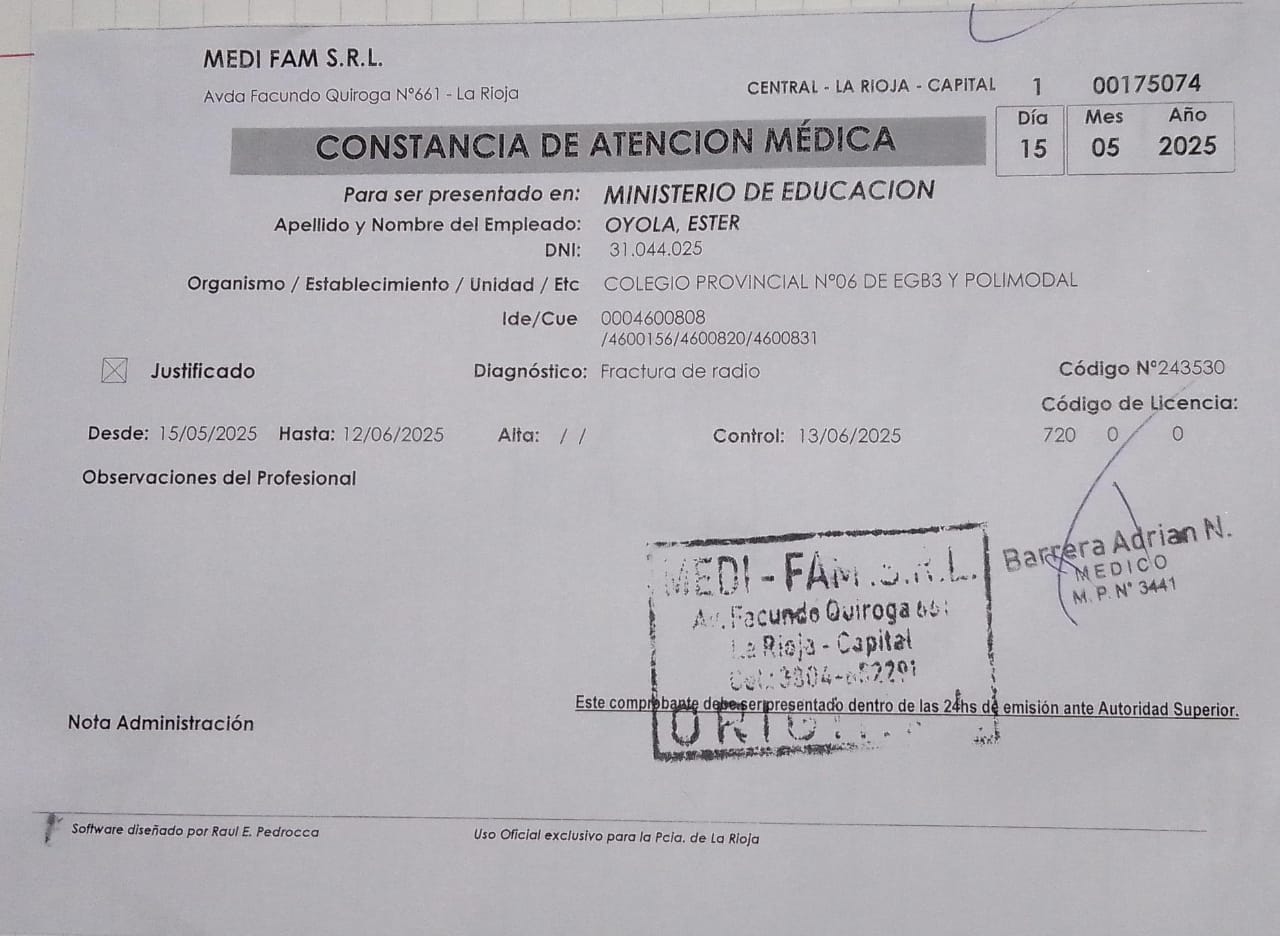 MEDI FAM S.R.L.
Avda Facundo Quiroga Nº661 - La Rioja
CENTRAL - LA RIOJA - CAPITAL 1 00175074
CONSTANCIA DE ATENCION MÉDICA
Día Mes Año
15 05 2025
Para ser presentado en: MINISTERIO DE EDUCACION
Apellido y Nombre del Empleado: OYOLA, ESTER
DNI: 31.044.025
Organismo / Establecimiento / Unidad / Etc COLEGIO PROVINCIAL Nº06 DE EGB3 Y POLIMODAL
Ide/Cue 0004600808
/4600156/4600820/4600831
Justificado Diagnóstico: Fractura de radio Código Nº243530
Código de Licencia:
Desde: 15/05/2025 Hasta: 12/06/2025 Alta: / / Control: 13/06/2025 720 0 0
Observaciones del Profesional
Barrera Adrian N.
MEDICO
M. P. Nº 3441
MEDI - FAM.S.R.L.
Av. Facundo Quiroga 661
La Rioja - Capital
Este comprobante debe ser presentado dentro de las 24hs de emisión ante Autoridad Superior.
Nota Administración
Software diseñado por Raul E. Pedrocca
Uso Oficial exclusivo para la Pcia. de La Rioja